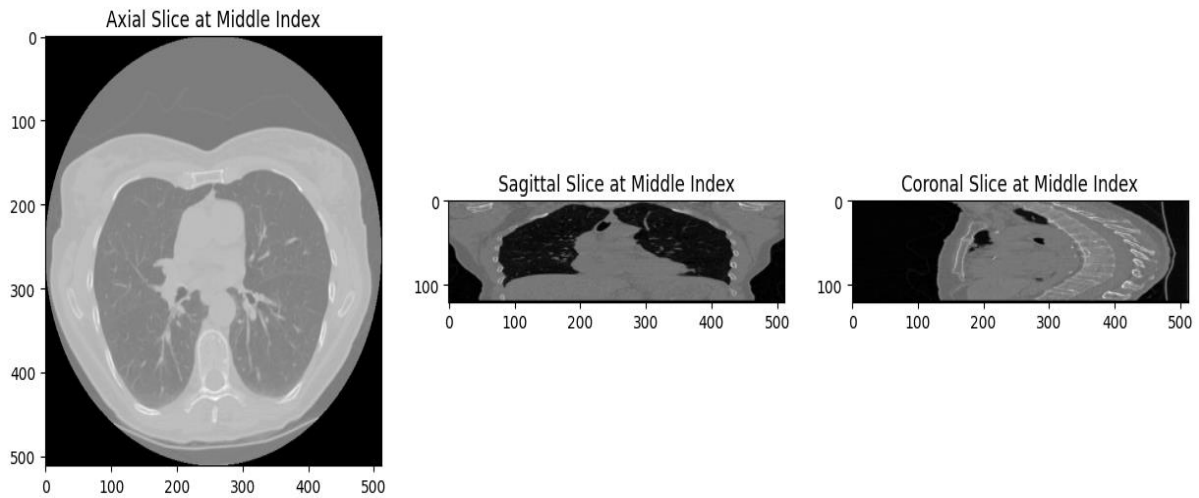 Axial Slice at Middle Index
0
100
200
300
400
500
0 100 200 300 400 500
Sagittal Slice at Middle Index
0
100
0 100 200 300 400 500
Coronal Slice at Middle Index
0
100
0 100 200 300 400 500